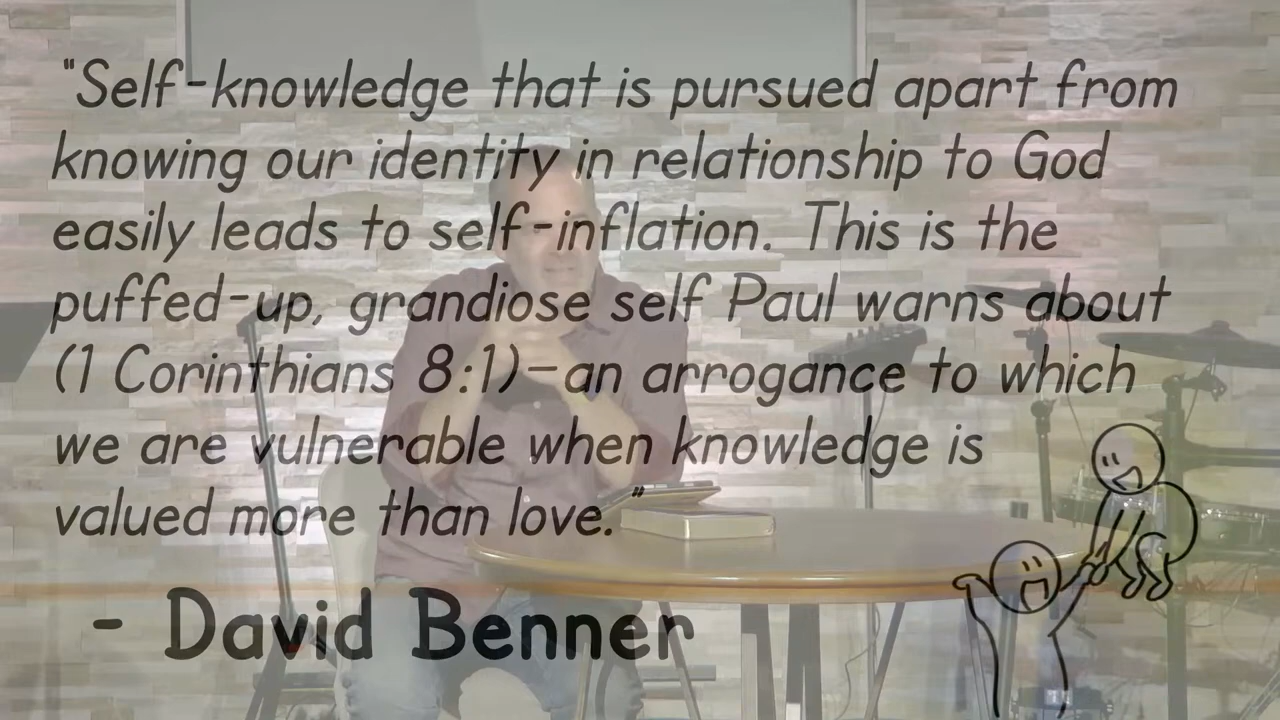 "Self-knowledge that is pursued apart from
knowing our identity in relationship to God
easily leads to self-inflation. This is the
puffed-up, grandiose self Paul warns about
(1 Corinthians 8:1)—an arrogance to which
we are vulnerable when knowledge is
valued more than love."
- David Benner